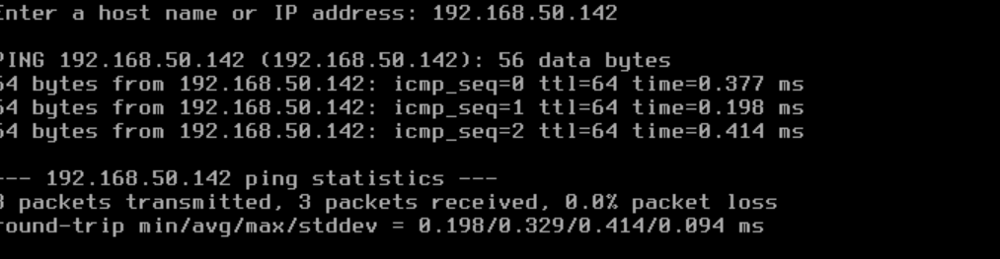 Enter a host name or IP address: 192.168.50.142
PING 192.168.50.142 (192.168.50.142): 56 data bytes
64 bytes from 192.168.50.142: icmp_seq=0 ttl=64 time=0.377 ms
64 bytes from 192.168.50.142: icmp_seq=1 ttl=64 time=0.198 ms
64 bytes from 192.168.50.142: icmp_seq=2 ttl=64 time=0.414 ms
--- 192.168.50.142 ping statistics ---
3 packets transmitted, 3 packets received, 0.0% packet loss
round-trip min/avg/max/stddev = 0.198/0.329/0.414/0.094 ms